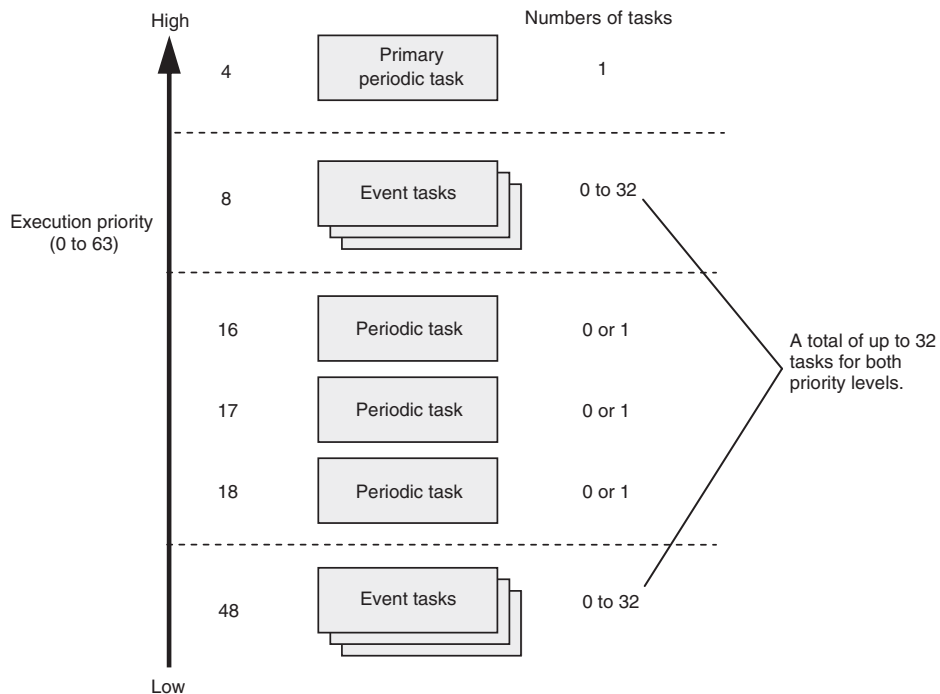 High
Numbers of tasks
4
Primary
periodic task
1
8
Event tasks
0 to 32
Execution priority
(0 to 63)
16
Periodic task
0 or 1
A total of up to 32
tasks for both
priority levels.
17
Periodic task
0 or 1
18
Periodic task
0 or 1
48
Event tasks
0 to 32
Low